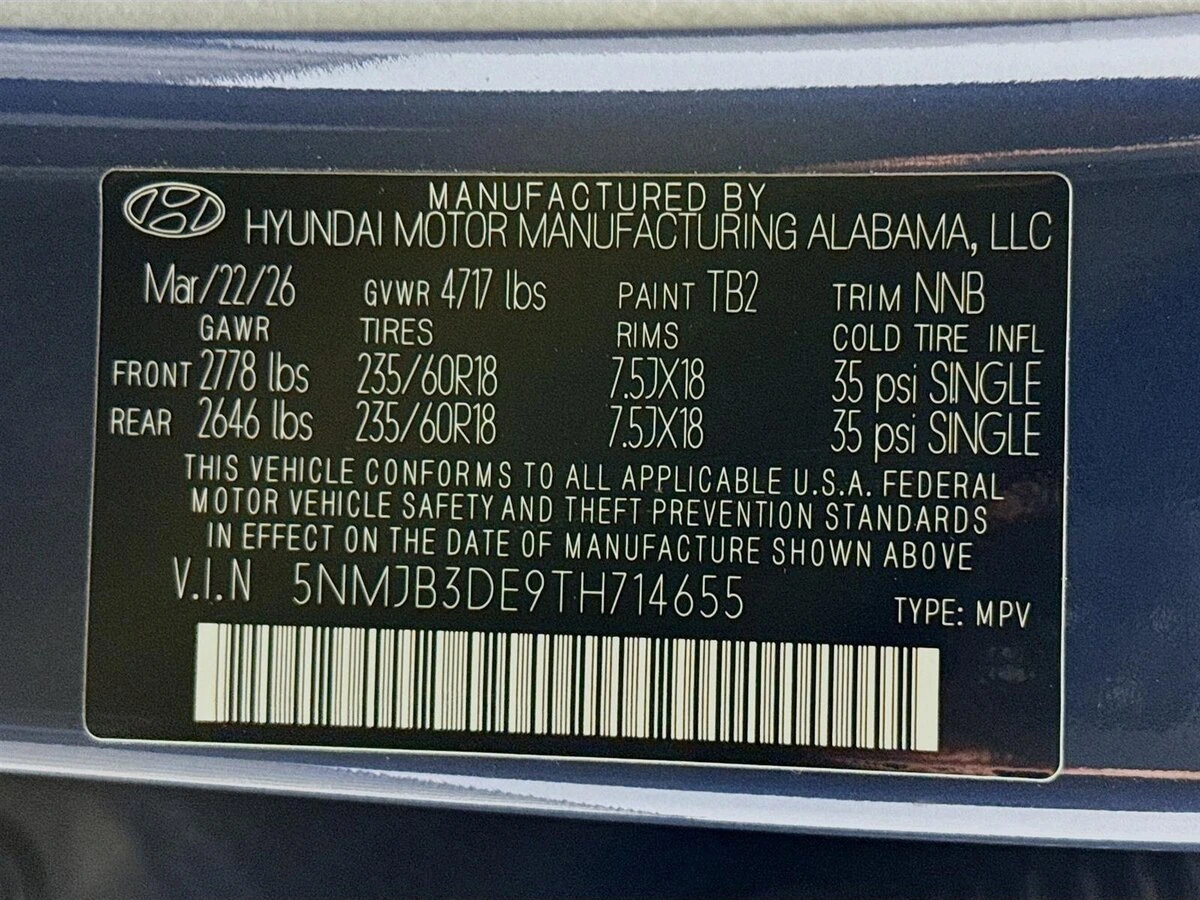 MANUFACTURED BY
HYUNDAI MOTOR MANUFACTURING ALABAMA, LLC
Mar/22/26 GVWR 4717 lbs PAINT TB2 TRIM NNB
GAWR TIRES RIMS COLD TIRE INFL
FRONT 2778 lbs 235/60R18 7.5JX18 35 psi SINGLE
REAR 2646 lbs 235/60R18 7.5JX18 35 psi SINGLE
THIS VEHICLE CONFORMS TO ALL APPLICABLE U.S.A. FEDERAL
MOTOR VEHICLE SAFETY AND THEFT PREVENTION STANDARDS
IN EFFECT ON THE DATE OF MANUFACTURE SHOWN ABOVE
V.I.N 5NMJB3DE9TH714655 TYPE: MPV